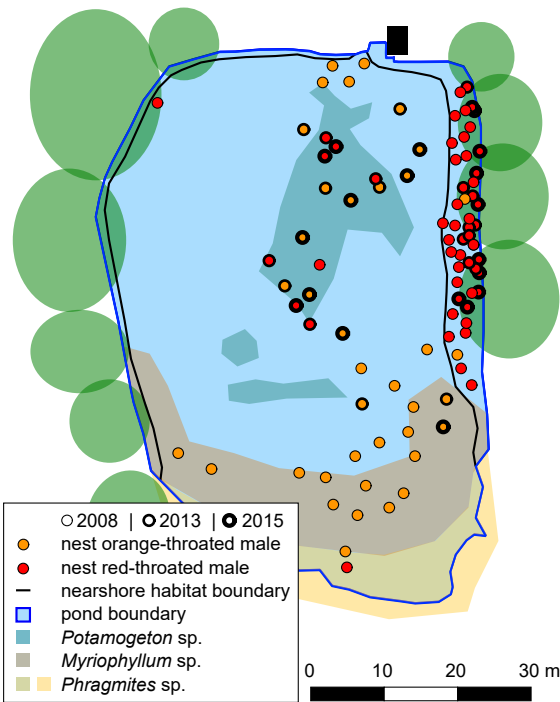 2008 | 2013 | 2015
nest orange-throated male
nest red-throated male
nearshore habitat boundary
pond boundary
Potamogeton sp.
Myriophyllum sp.
Phragmites sp.
0 10 20 30 m